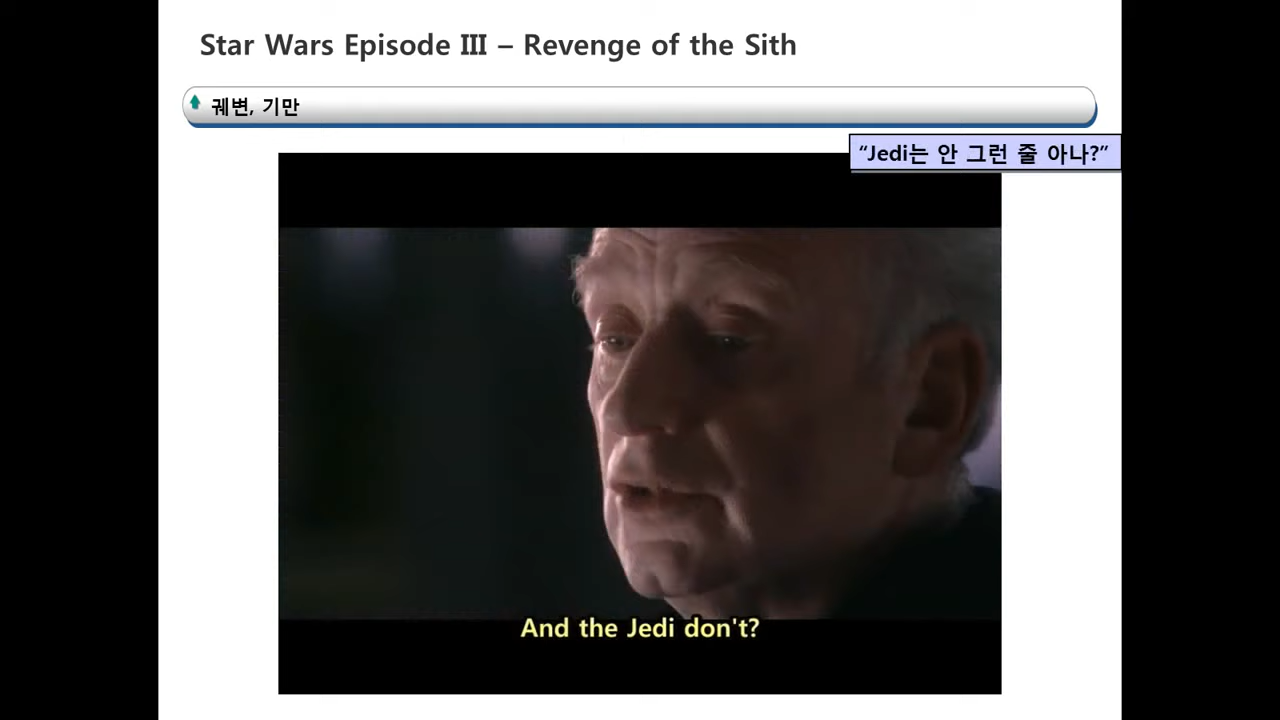 Star Wars Episode III – Revenge of the Sith
궤변, 기만
“Jedi는 안 그런 줄 아나?”
And the Jedi don't?